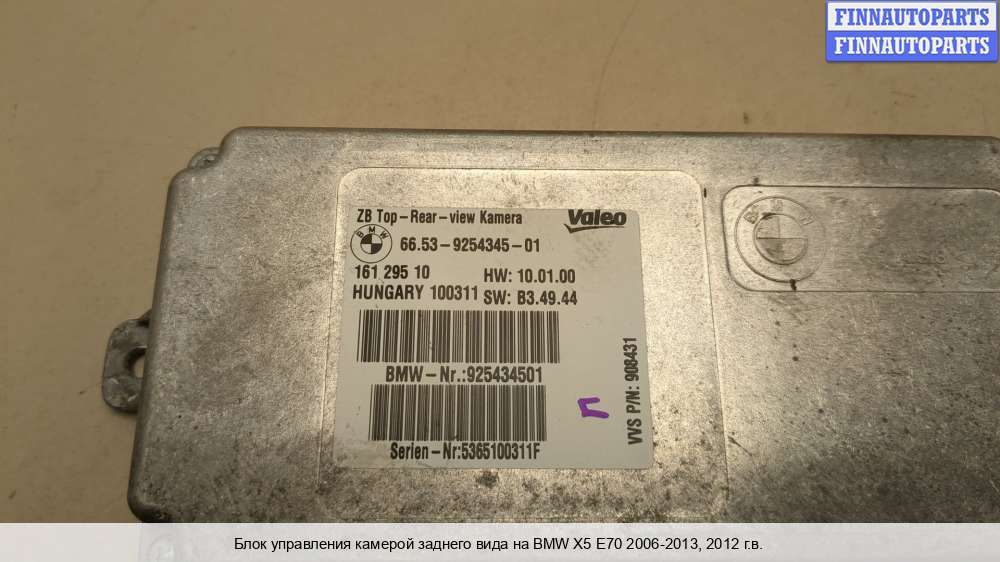 FINNAUTOPARTS
FINNAUTOPARTS
ZB Top-Rear-view Kamera
Valeo
BMW
66.53-9254345-01
161 295 10
HW: 10.01.00
HUNGARY 100311
SW: B3.49.44
BMW-Nr.:925434501
Serien-Nr:5365100311F
VVS P/N: 908431
BMW
Блок управления камерой заднего вида на BMW X5 E70 2006-2013, 2012 г.в.